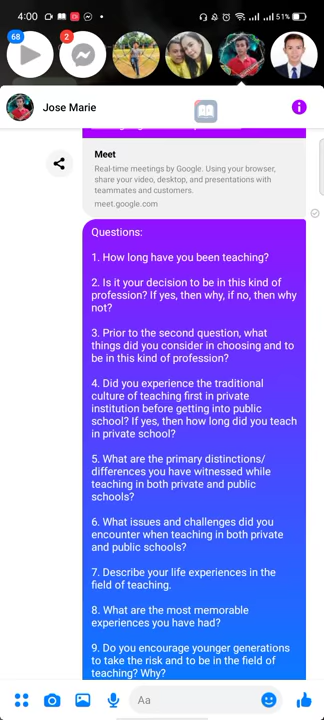 4:00
51%
68
2
Jose Marie
Meet
Real-time meetings by Google. Using your browser,
share your video, desktop, and presentations with
teammates and customers.
meet.google.com
Questions:
1. How long have you been teaching?
2. Is it your decision to be in this kind of
profession? If yes, then why, if no, then why
not?
3. Prior to the second question, what
things did you consider in choosing and to
be in this kind of profession?
4. Did you experience the traditional
culture of teaching first in private
institution before getting into public
school? If yes, then how long did you teach
in private school?
5. What are the primary distinctions/
differences you have witnessed while
teaching in both private and public
schools?
6. What issues and challenges did you
encounter when teaching in both private
and public schools?
7. Describe your life experiences in the
field of teaching.
8. What are the most memorable
experiences you have had?
9. Do you encourage younger generations
to take the risk and to be in the field of
teaching? Why?
Aa